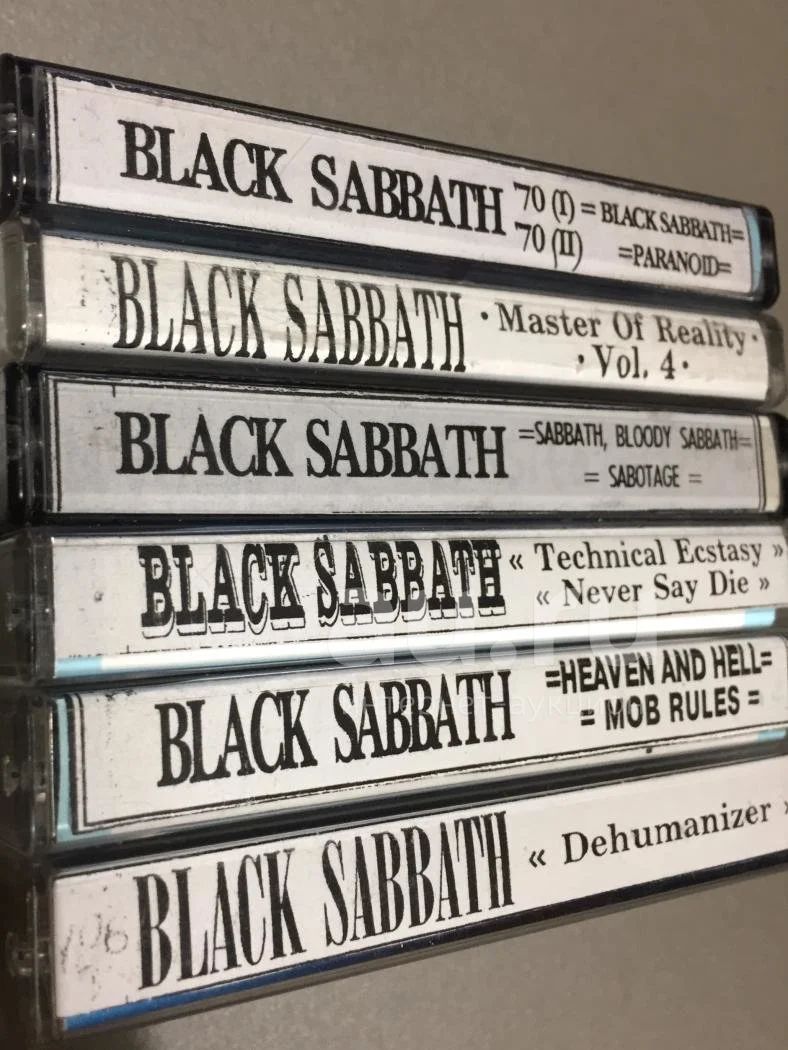 BLACK SABBATH '70 (I) = BLACK SABBATH=
'70 (II) =PARANOID=
BLACK SABBATH • Master Of Reality •
• Vol. 4 •
BLACK SABBATH =SABBATH, BLOODY SABBATH=
= SABOTAGE =
BLACK SABBATH « Technical Ecstasy »
« Never Say Die »
BLACK SABBATH =HEAVEN AND HELL=
= MOB RULES =
BLACK SABBATH « Dehumanizer »